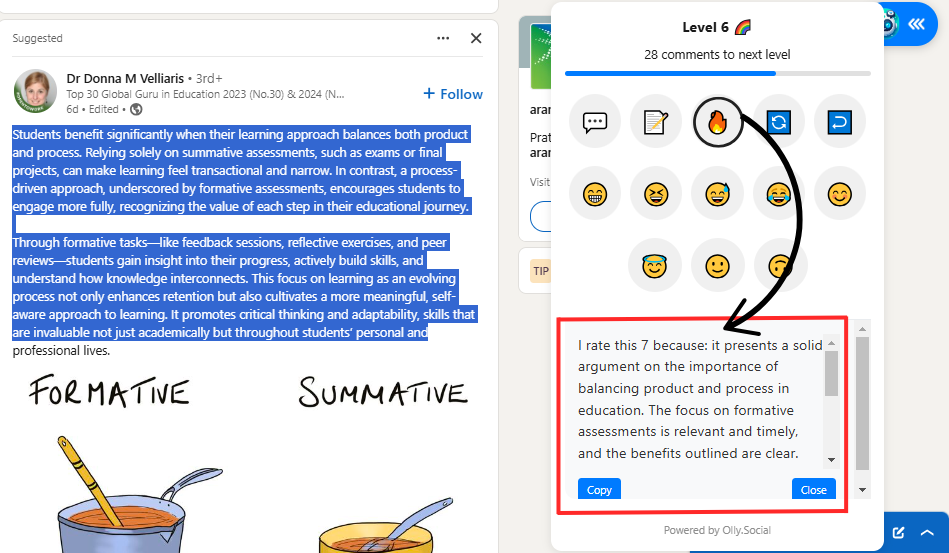 Suggested
Dr Donna M Velliaris • 3rd+
Top 30 Global Guru in Education 2023 (No.30) & 2024 (N...
6d • Edited •
+ Follow
Students benefit significantly when their learning approach balances both product
and process. Relying solely on summative assessments, such as exams or final
projects, can make learning feel transactional and narrow. In contrast, a process-
driven approach, underscored by formative assessments, encourages students to
engage more fully, recognizing the value of each step in their educational journey.
Through formative tasks—like feedback sessions, reflective exercises, and peer
reviews—students gain insight into their progress, actively build skills, and
understand how knowledge interconnects. This focus on learning as an evolving
process not only enhances retention but also cultivates a more meaningful, self-
aware approach to learning. It promotes critical thinking and adaptability, skills that
are invaluable not just academically but throughout students' personal and
professional lives.
FORMATIVE
SUMMATIVE
Visit
TIP
Level 6 🌈
28 comments to next level
I rate this 7 because: it presents a solid
argument on the importance of
balancing product and process in
education. The focus on formative
assessments is relevant and timely,
and the benefits outlined are clear.
Copy
Close
Powered by Olly.Social